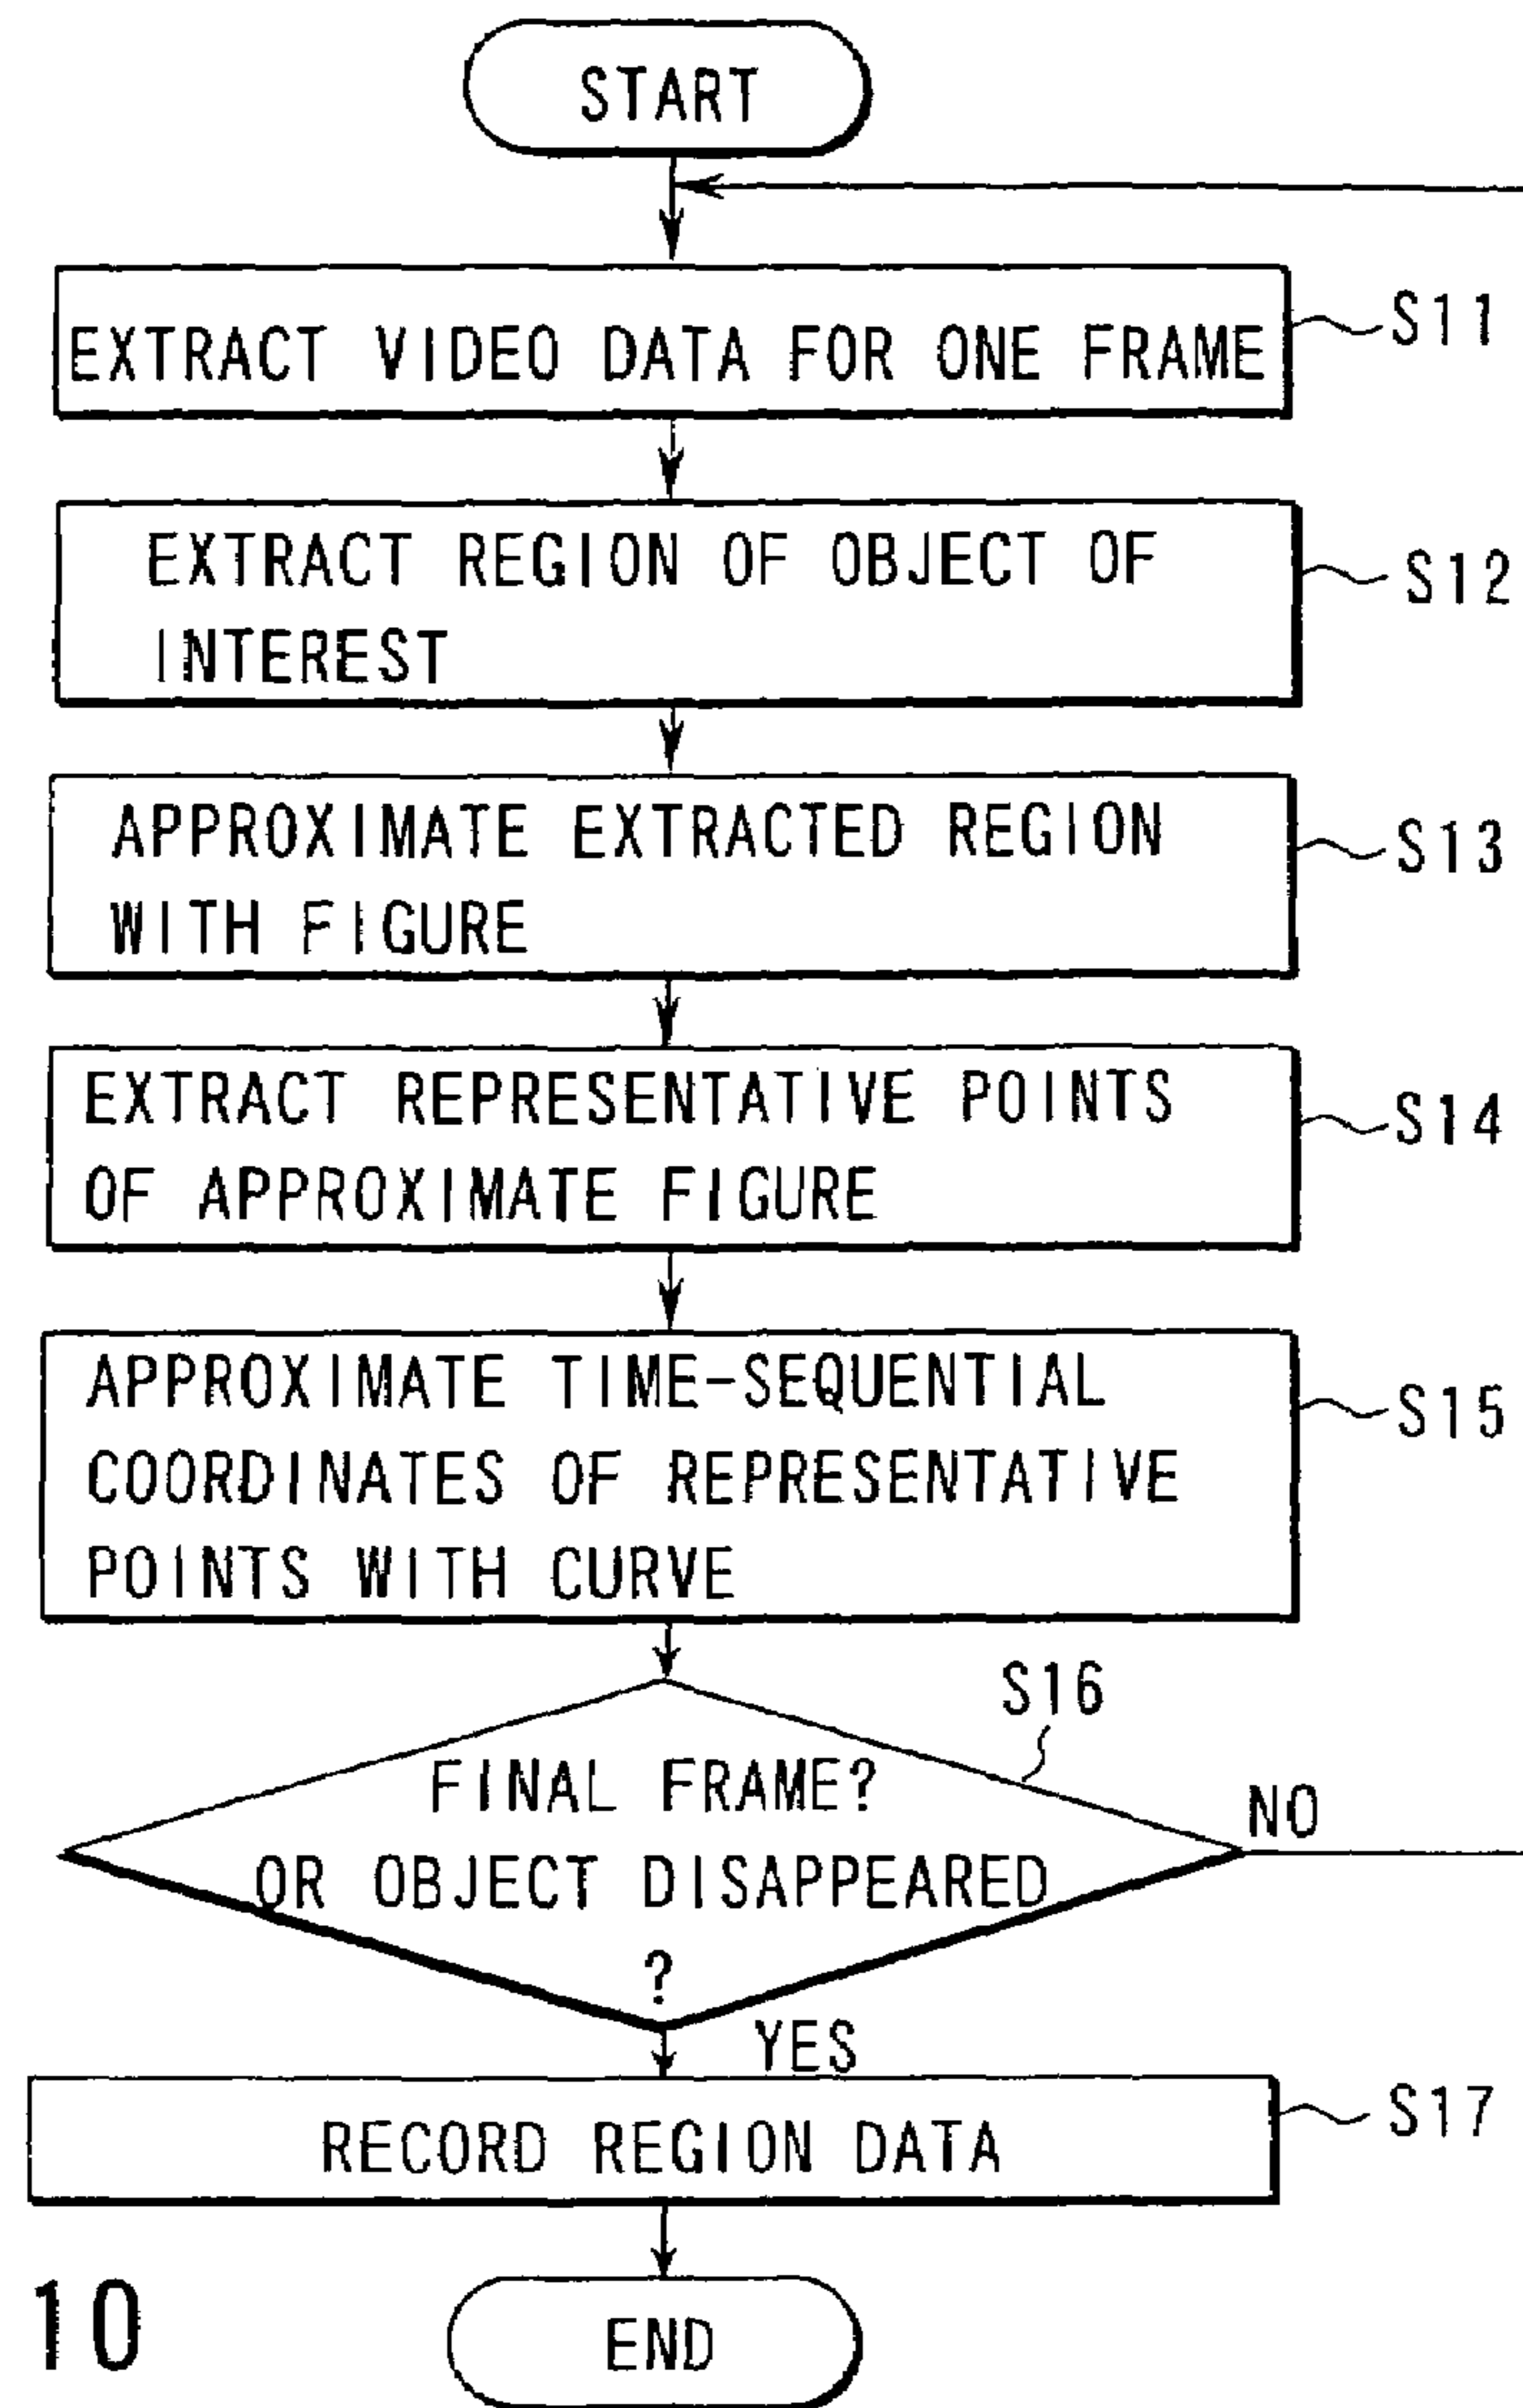 START
EXTRACT VIDEO DATA FOR ONE FRAME
S11
EXTRACT REGION OF OBJECT OF
INTEREST
S12
APPROXIMATE EXTRACTED REGION
WITH FIGURE
S13
EXTRACT REPRESENTATIVE POINTS
OF APPROXIMATE FIGURE
S14
APPROXIMATE TIME-SEQUENTIAL
COORDINATES OF REPRESENTATIVE
POINTS WITH CURVE
S15
S16
FINAL FRAME?
OR OBJECT DISAPPEARED
?
NO
YES
RECORD REGION DATA
S17
END
10